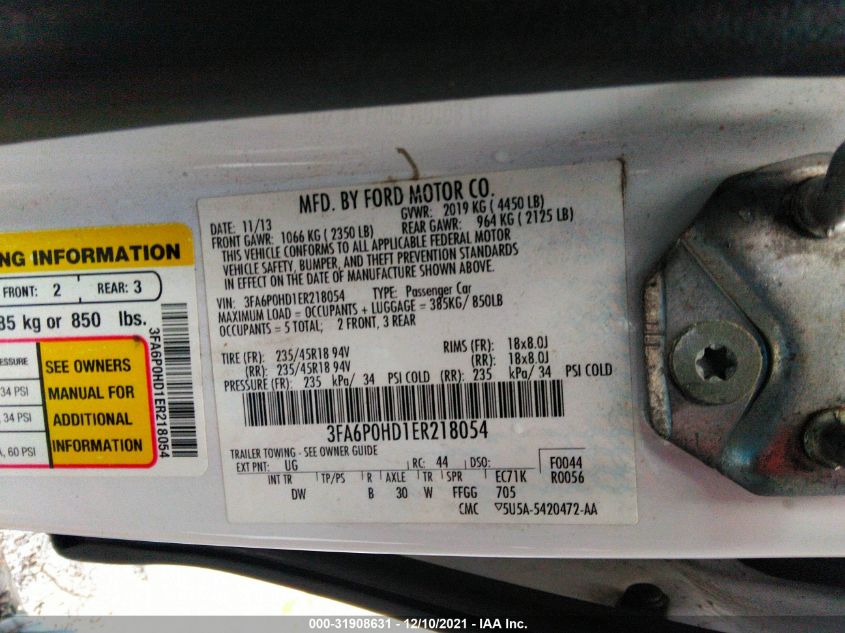 NG INFORMATION
FRONT: 2 REAR: 3
85 kg or 850 lbs.
ESSURE
34 PSI
, 34 PSI
, 60 PSI
SEE OWNERS
MANUAL FOR
ADDITIONAL
INFORMATION
3FA6P0HD1ER218054
MFD. BY FORD MOTOR CO.
DATE: 11/13 GVWR: 2019 KG ( 4450 LB)
FRONT GAWR: 1066 KG ( 2350 LB) REAR GAWR: 964 KG ( 2125 LB)
THIS VEHICLE CONFORMS TO ALL APPLICABLE FEDERAL MOTOR
VEHICLE SAFETY, BUMPER, AND THEFT PREVENTION STANDARDS
IN EFFECT ON THE DATE OF MANUFACTURE SHOWN ABOVE.
VIN: 3FA6P0HD1ER218054 TYPE: Passenger Car
MAXIMUM LOAD = OCCUPANTS + LUGGAGE = 385KG/ 850LB
OCCUPANTS = 5 TOTAL; 2 FRONT, 3 REAR
TIRE (FR): 235/45R18 94V RIMS (FR): 18x8.0J
(RR): 235/45R18 94V (RR): 18x8.0J
PRESSURE (FR): 235 kPa/ 34 PSI COLD (RR): 235 kPa/ 34 PSI COLD
3FA6P0HD1ER218054
TRAILER TOWING - SEE OWNER GUIDE
EXT PNT: UG RC: 44 DSO: F0044
INT TR TP/PS R AXLE TR SPR EC71K R0056
DW B 30 W FFGG 705
CMC ▽5U5A-5420472-AA
000-31908631 - 12/10/2021 - IAA Inc.